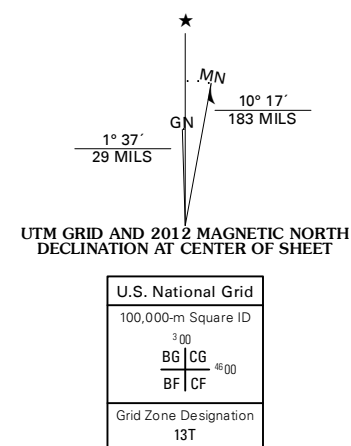 ★
MN
GN
10° 17´
183 MILS
1° 37´
29 MILS
UTM GRID AND 2012 MAGNETIC NORTH
DECLINATION AT CENTER OF SHEET
U.S. National Grid
100,000-m Square ID
³00
BG CG
⁴⁶00
BF CF
Grid Zone Designation
13T